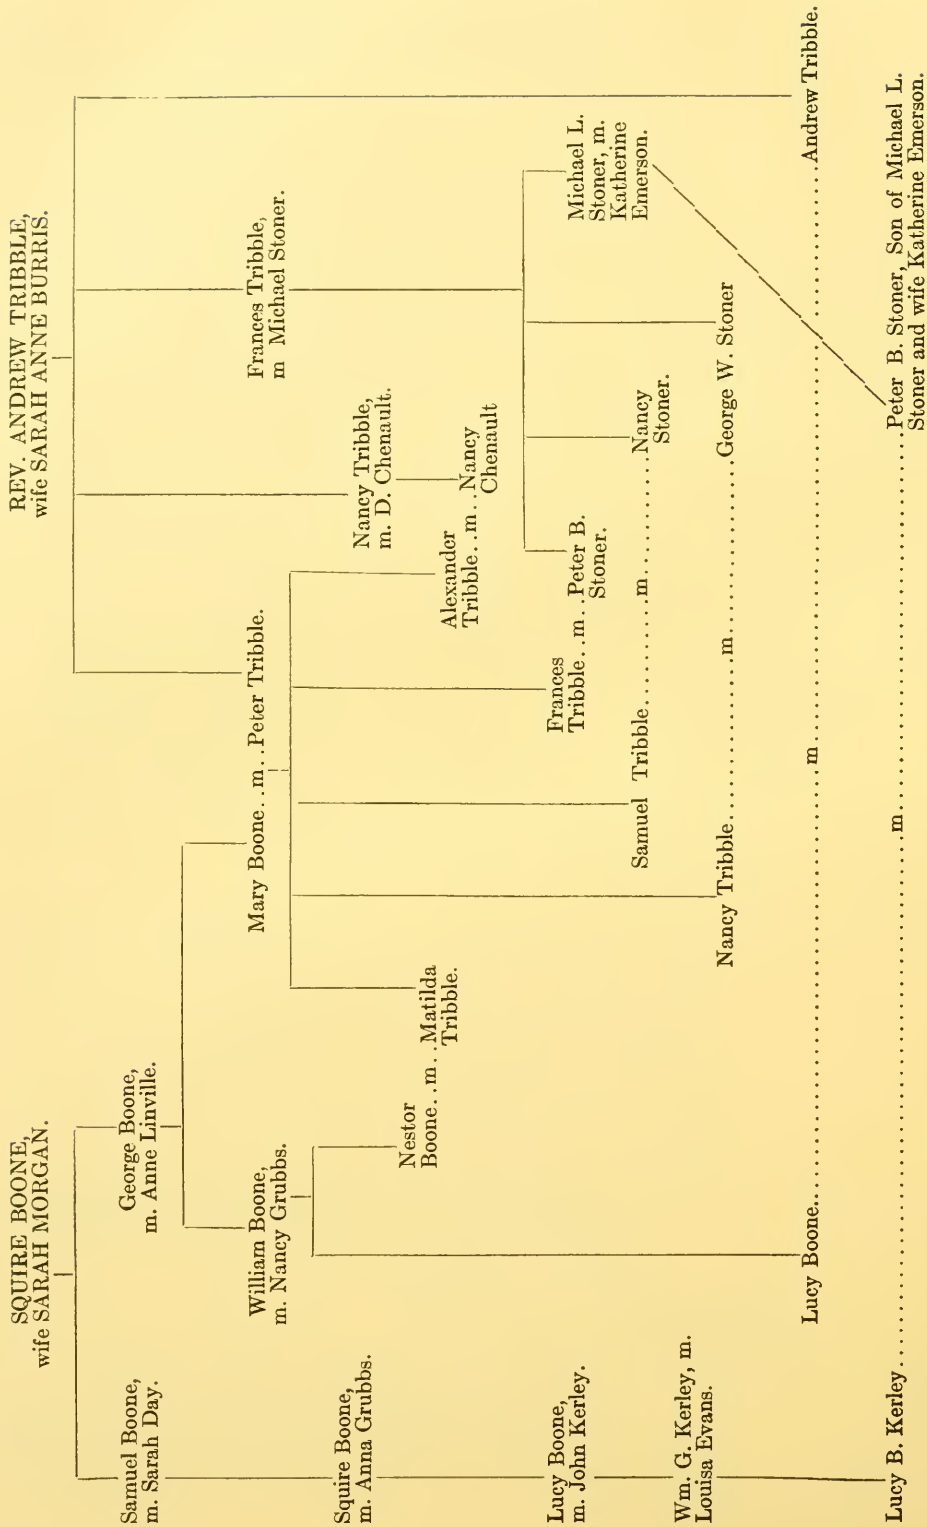 SQUIRE BOONE,
wife SARAH MORGAN.
REV. ANDREW TRIBBLE,
wife SARAH ANNE BURRIS.
Samuel Boone,
m. Sarah Day.
George Boone,
m. Anne Linville.
William Boone,
m. Nancy Grubbs.
Mary Boone..m..Peter Tribble.
Frances Tribble,
m Michael Stoner.
Squire Boone,
m. Anna Grubbs.
Nancy Tribble,
m. D. Chenault.
Nestor
Boone..m..Matilda
Tribble.
Alexander
Tribble..m..Nancy
Chenault
Lucy Boone,
m. John Kerley.
Frances
Tribble..m..Peter B.
Stoner.
Michael L.
Stoner, m.
Katherine
Emerson.
Samuel Tribble..........m..........Nancy
Stoner.
Wm. G. Kerley, m.
Louisa Evans.
Nancy Tribble..............m..............George W. Stoner
Lucy Boone........................................m........................................Andrew Tribble.
Lucy B. Kerley........................................m........................................Peter B. Stoner, Son of Michael L.
Stoner and wife Katherine Emerson.